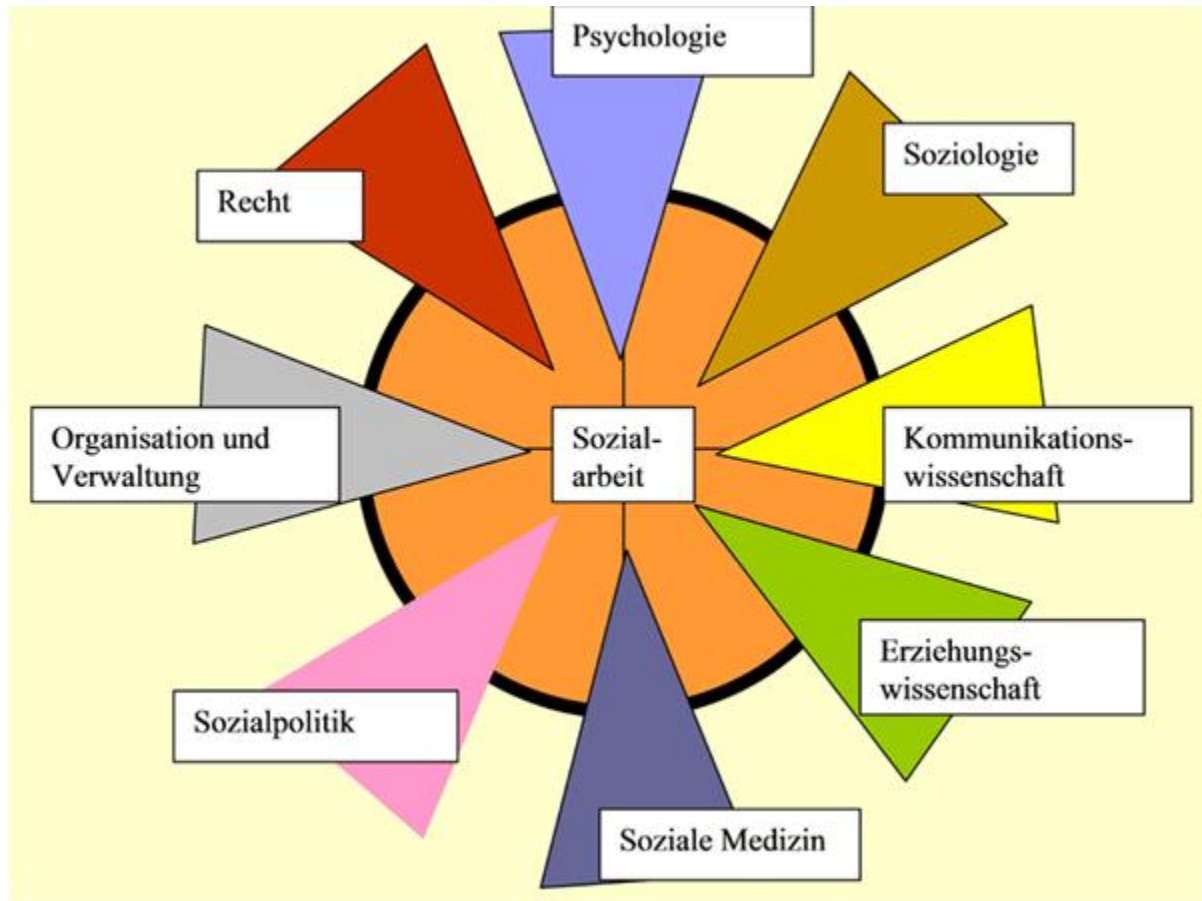 Psychologie
Soziologie
Recht
Organisation und
Verwaltung
Sozial-
arbeit
Kommunikations-
wissenschaft
Erziehungs-
wissenschaft
Sozialpolitik
Soziale Medizin